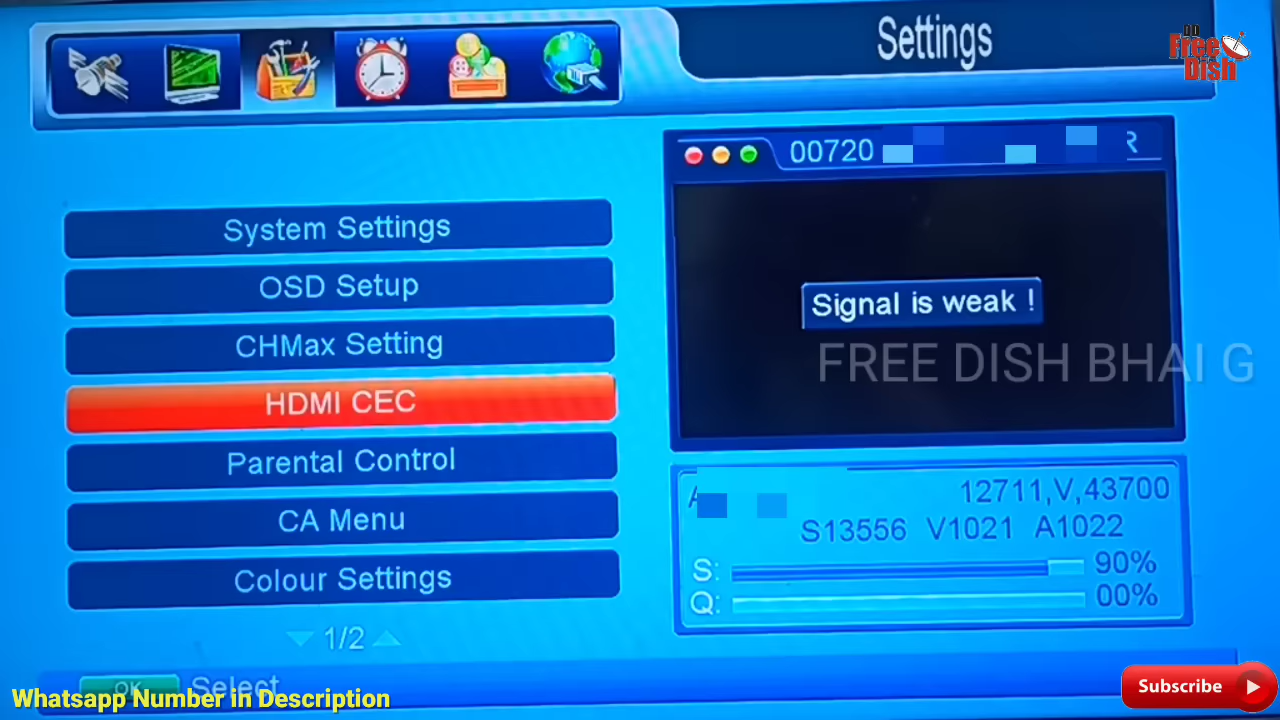 Settings
DD
Free
Dish
00720
System Settings
OSD Setup
CHMax Setting
HDMI CEC
Parental Control
CA Menu
Colour Settings
1/2
OK Select
Signal is weak !
FREE DISH BHAI G
12711,V,43700
S13556 V1021 A1022
S: 90%
Q: 00%
Whatsapp Number in Description
Subscribe